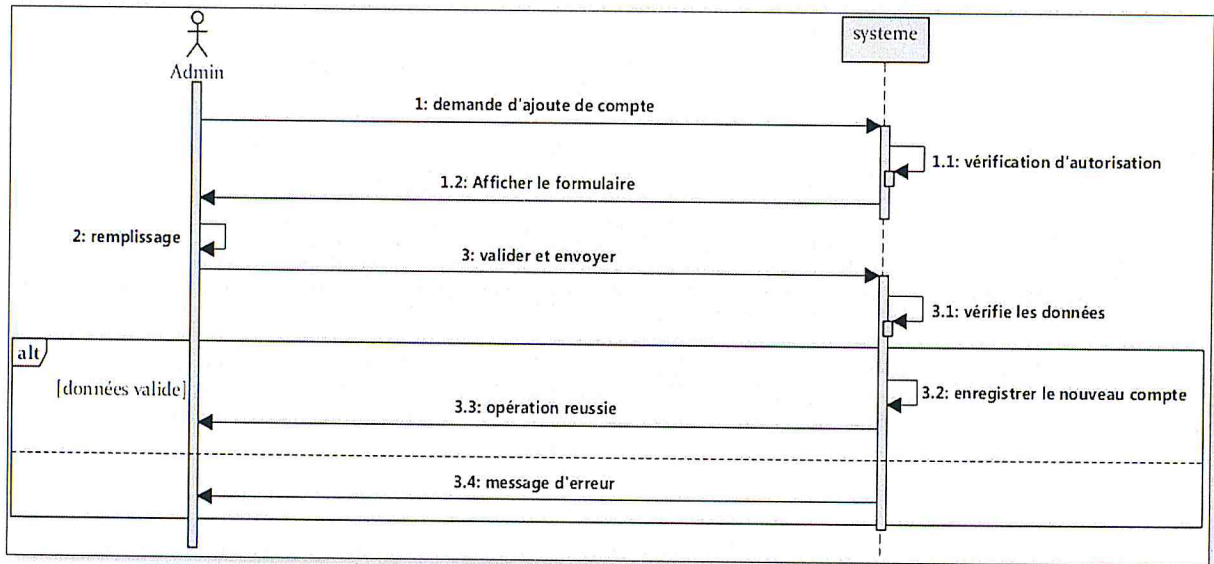 systeme
Admin
1: demande d'ajoute de compte
1.1: vérification d'autorisation
1.2: Afficher le formulaire
2: remplissage
3: valider et envoyer
3.1: vérifie les données
alt
[données valide]
3.2: enregistrer le nouveau compte
3.3: opération reussie
3.4: message d'erreur